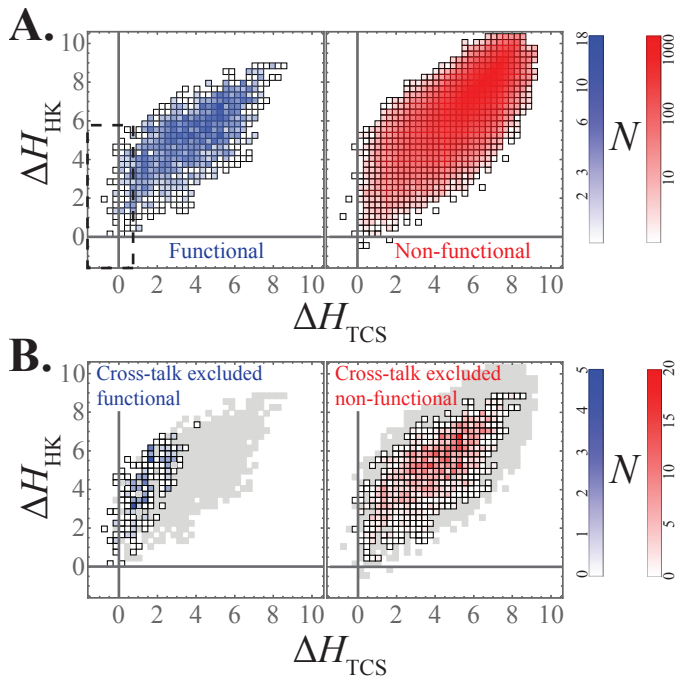 A.
10
8
6
4
2
0
ΔH_HK
Functional
Non-functional
0 2 4 6 8 10
0 2 4 6 8 10
ΔH_TCS
18
10
6
3
2
N
1000
100
10
B.
10
8
6
4
2
0
ΔH_HK
Cross-talk excluded
functional
Cross-talk excluded
non-functional
0 2 4 6 8 10
0 2 4 6 8 10
ΔH_TCS
5
4
3
2
1
0
N
20
15
10
5
0